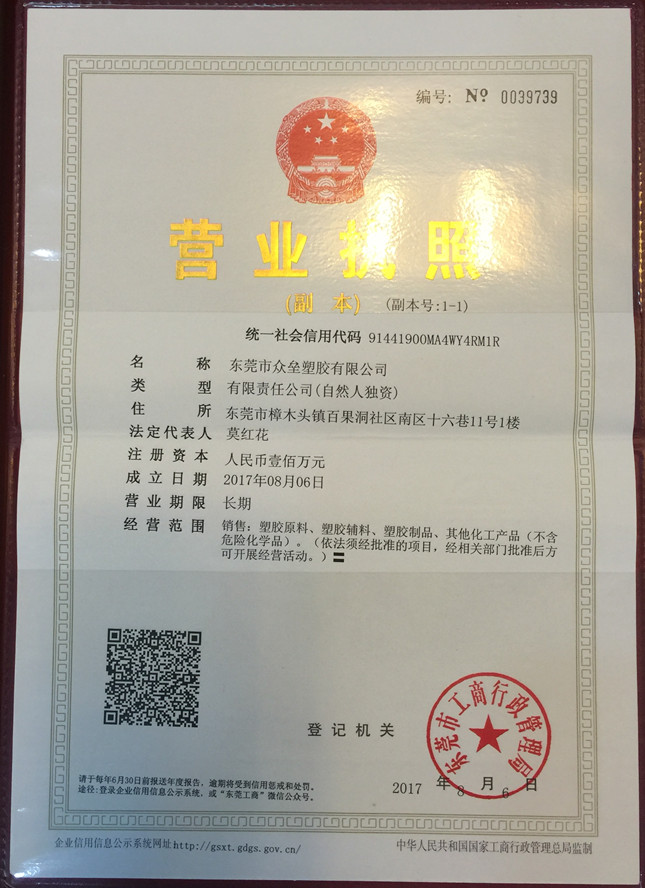 编号: Nº 0039739
营业执照
(副 本) (副本号:1-1)
统一社会信用代码 91441900MA4WY4RM1R
名 称 东莞市众垒塑胶有限公司
类 型 有限责任公司(自然人独资)
住 所 东莞市樟木头镇百果洞社区南区十六巷11号1楼
法定代表人 莫红花
注册资本 人民币壹佰万元
成立日期 2017年08月06日
营业期限 长期
经营范围 销售：塑胶原料、塑胶辅料、塑胶制品、其他化工产品（不含
危险化学品）。（依法须经批准的项目，经相关部门批准后方
可开展经营活动。）
东莞市工商行政管理局
登记机关
2017 年 8 月 6 日
请于每年6月30日前报送年度报告，逾期将受到信用惩戒和处罚。
途径:登录企业信用信息公示系统，或“东莞工商”微信公众号。
企业信用信息公示系统网址http://gsxt.gdgs.gov.cn/ 中华人民共和国国家工商行政管理总局监制